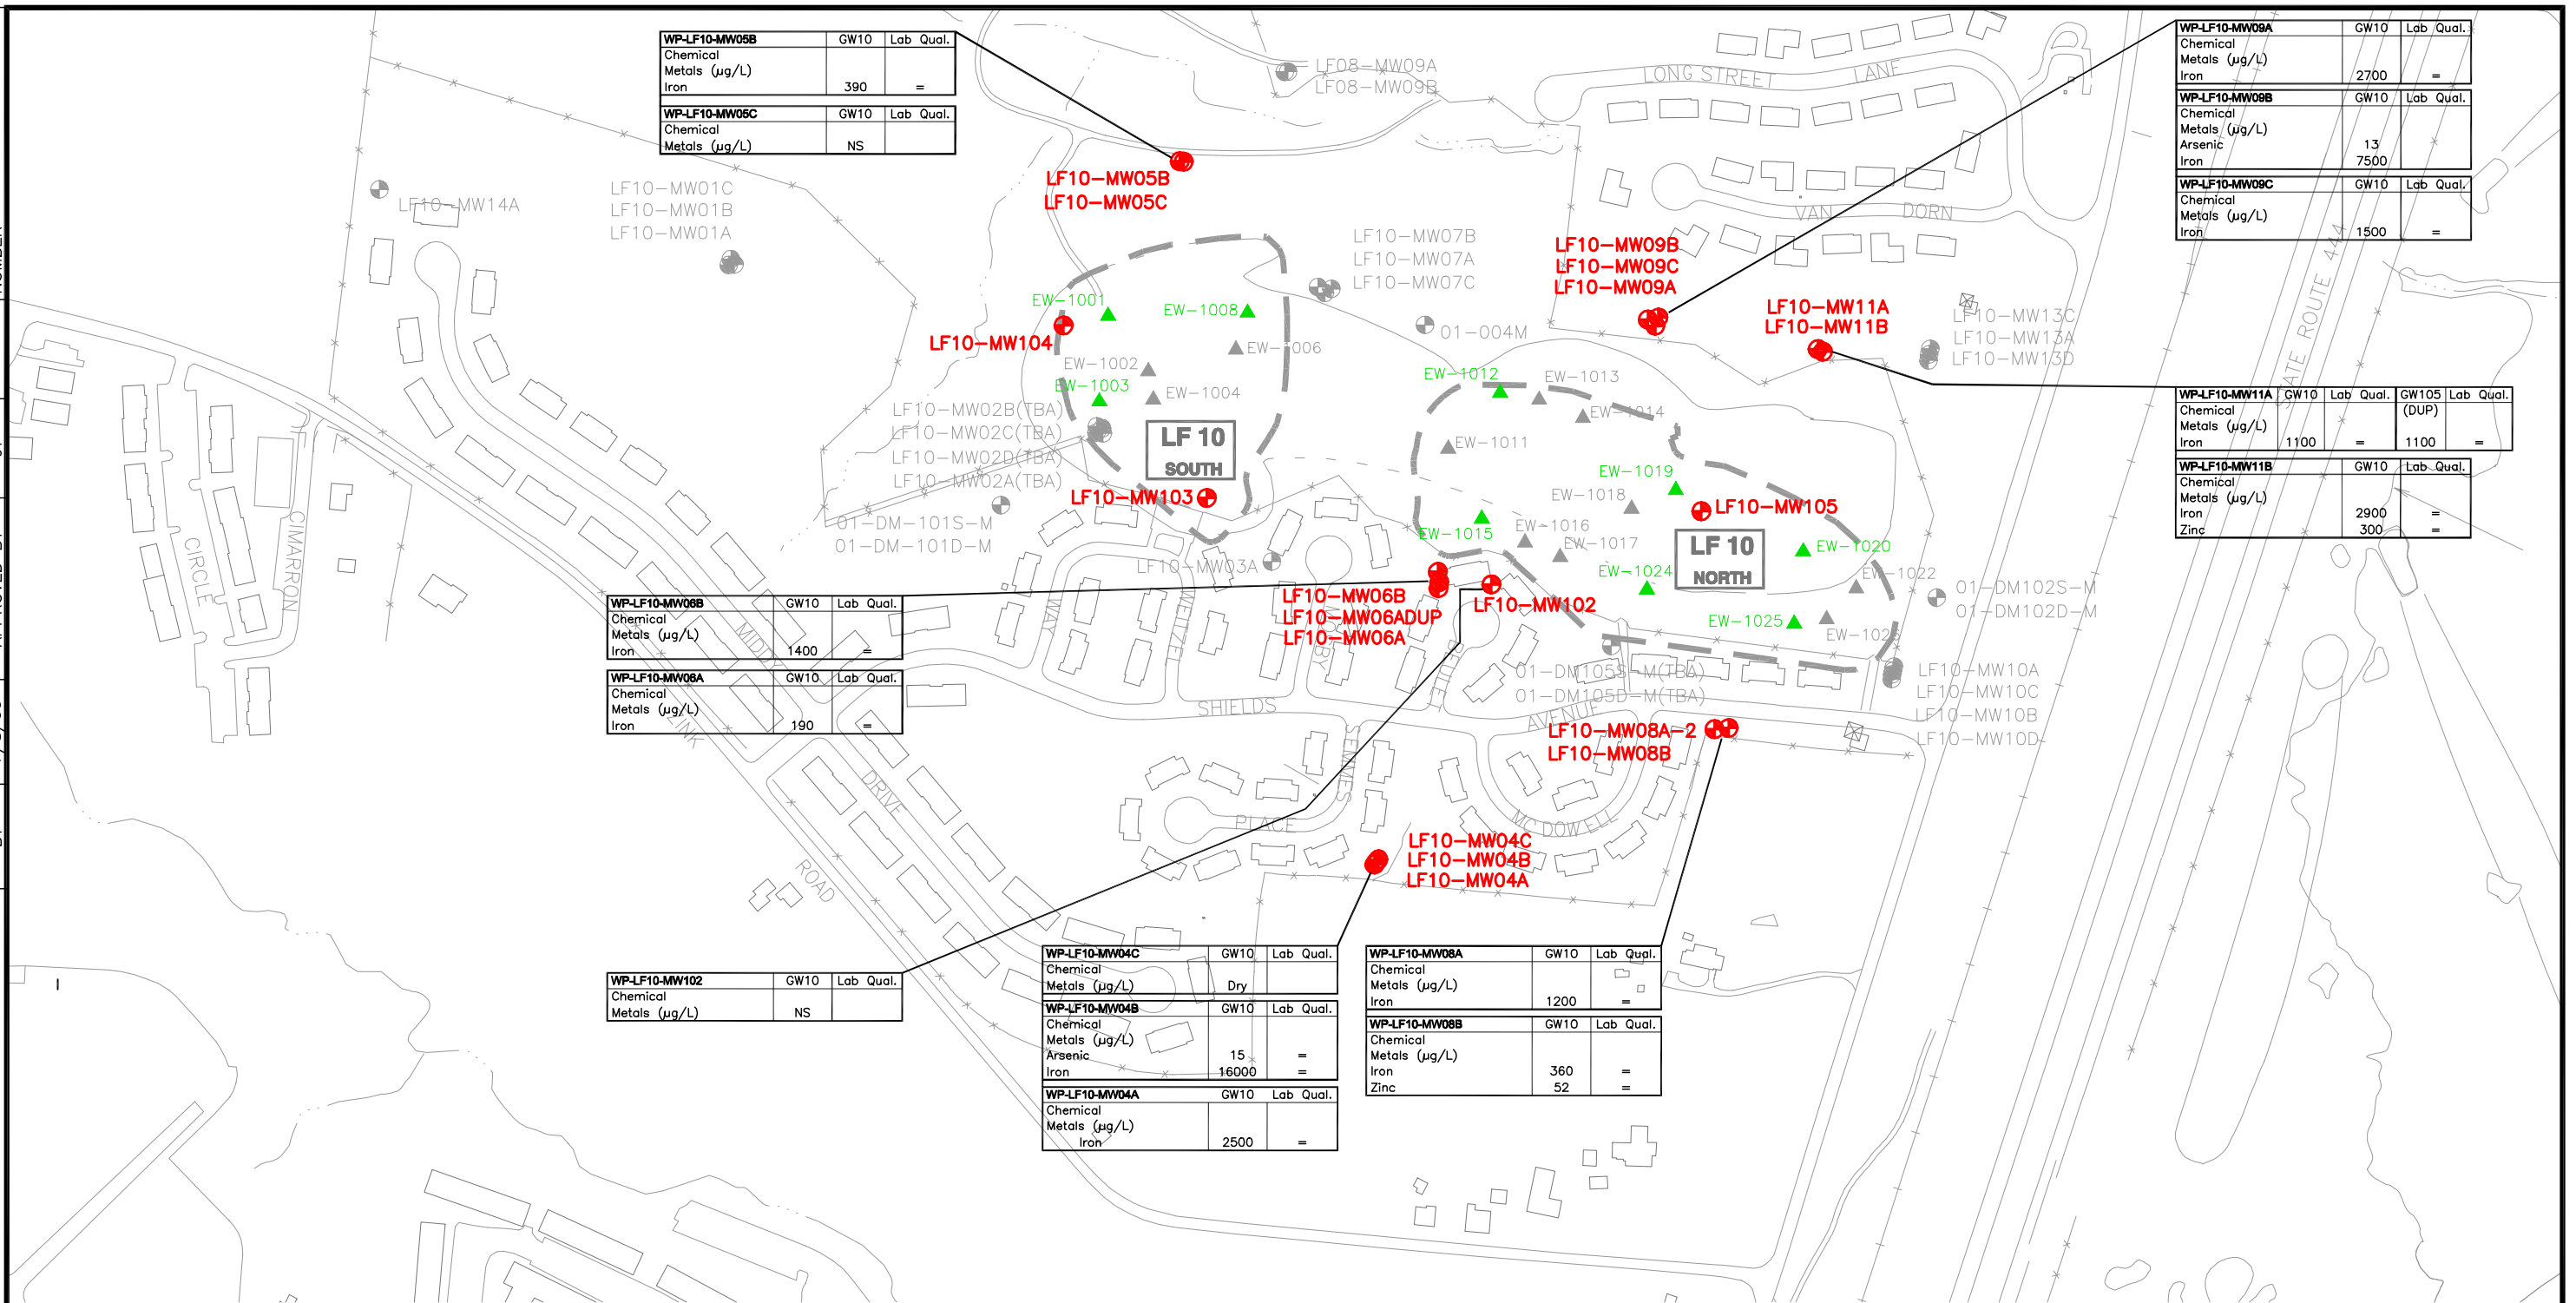 WP-LF10-MW05B GW10 Lab Qual.
Chemical
Metals (µg/L)
Iron 390 =
WP-LF10-MW05C GW10 Lab Qual.
Chemical
Metals (µg/L) NS
WP-LF10-MW09A GW10 Lab Qual.
Chemical
Metals (µg/L)
Iron 2700 =
WP-LF10-MW09B GW10 Lab Qual.
Chemical
Metals (µg/L)
Arsenic 13
Iron 7500
WP-LF10-MW09C GW10 Lab Qual.
Chemical
Metals (µg/L)
Iron 1500 =
LF08-MW09A
LF08-MW09B
LONG STREET LANE
VAN DORN
LF10-MW05B
LF10-MW05C
LF10-MW14A
LF10-MW01C
LF10-MW01B
LF10-MW01A
LF10-MW07B
LF10-MW07A
LF10-MW07C
LF10-MW09B
LF10-MW09C
LF10-MW09A
LF10-MW11A
LF10-MW11B
LF10-MW13C
LF10-MW13A
LF10-MW13D
STATE ROUTE 444
01-004M
EW-1001
EW-1008
LF10-MW104
EW-1006
EW-1002
EW-1003
EW-1004
EW-1012
EW-1013
EW-1014
EW-1011
LF10-MW02B(TBA)
LF10-MW02C(TBA)
LF10-MW02D(TBA)
LF10-MW02A(TBA)
LF 10
SOUTH
WP-LF10-MW11A GW10 Lab Qual. GW105 Lab Qual.
Chemical (DUP)
Metals (µg/L)
Iron 1100 = 1100 =
WP-LF10-MW11B GW10 Lab Qual.
Chemical
Metals (µg/L)
Iron 2900 =
Zinc 300 =
EW-1019
EW-1018
LF10-MW105
LF10-MW103
01-DM-101S-M
01-DM-101D-M
EW-1015
EW-1016
EW-1017
LF 10
NORTH
EW-1020
EW-1024
EW-1022
EW-1025
01-DM102S-M
01-DM102D-M
LF10-MW03A
CIRCLE
CIMARRON
LF10-MW06B
LF10-MW06ADUP
LF10-MW06A
LF10-MW102
WP-LF10-MW06B GW10 Lab Qual.
Chemical
Metals (µg/L)
Iron 1400 =
WP-LF10-MW06A GW10 Lab Qual.
Chemical
Metals (µg/L)
Iron 190 =
WAY
WEITZEL
ZINK
ROAD
DRIVE
SHIELDS
AVENUE
SEMMES
PLACE
MC DOWELL
01-DM105S-M(TBA)
01-DM105D-M(TBA)
LF10-MW10A
LF10-MW10C
LF10-MW10B
LF10-MW10D
LF10-MW08A-2
LF10-MW08B
LF10-MW04C
LF10-MW04B
LF10-MW04A
WP-LF10-MW102 GW10 Lab Qual.
Chemical
Metals (µg/L) NS
WP-LF10-MW04C GW10 Lab Qual.
Chemical
Metals (µg/L) Dry
WP-LF10-MW04B GW10 Lab Qual.
Chemical
Metals (µg/L)
Arsenic 15 =
Iron 16000 =
WP-LF10-MW04A GW10 Lab Qual.
Chemical
Metals (µg/L)
Iron 2500 =
WP-LF10-MW08A GW10 Lab Qual.
Chemical
Metals (µg/L)
Iron 1200 =
WP-LF10-MW08B GW10 Lab Qual.
Chemical
Metals (µg/L)
Iron 360 =
Zinc 52 =